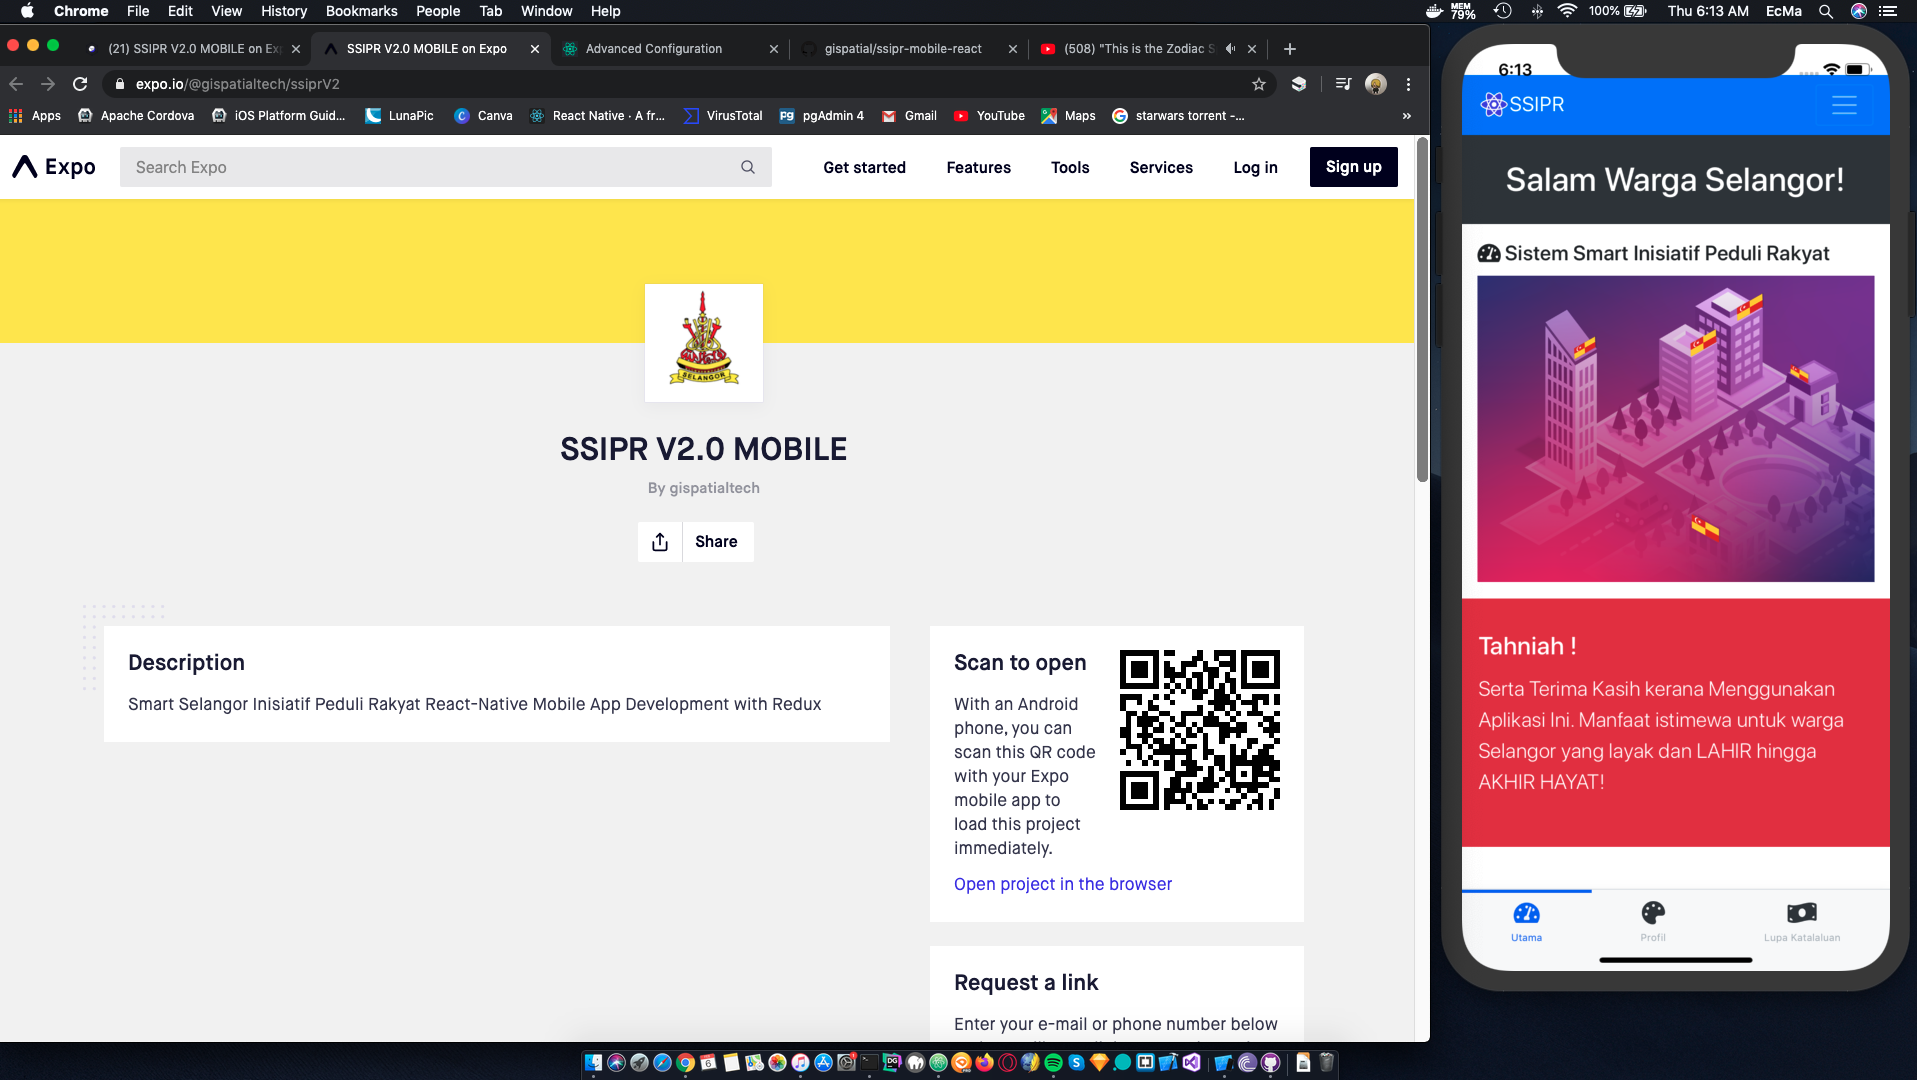 Chrome File Edit View History Bookmarks People Tab Window Help
MEM 79% 100% Thu 6:13 AM EcMa
(21) SSIPR V2.0 MOBILE on Ex
SSIPR V2.0 MOBILE on Expo
Advanced Configuration
gispatial/ssipr-mobile-react
(508) "This is the Zodiac S
expo.io/@gispatialtech/ssiprV2
Apps Apache Cordova iOS Platform Guid... LunaPic Canva React Native · A fr... VirusTotal pgAdmin 4 Gmail YouTube Maps starwars torrent -... »
Expo
Search Expo
Get started Features Tools Services Log in Sign up
SELANGOR
SSIPR V2.0 MOBILE
By gispatialtech
Share
Description
Smart Selangor Inisiatif Peduli Rakyat React-Native Mobile App Development with Redux
Scan to open
With an Android
phone, you can
scan this QR code
with your Expo
mobile app to
load this project
immediately.
Open project in the browser
Request a link
Enter your e-mail or phone number below
6:13
SSIPR
Salam Warga Selangor!
Sistem Smart Inisiatif Peduli Rakyat
Tahniah !
Serta Terima Kasih kerana Menggunakan
Aplikasi Ini. Manfaat istimewa untuk warga
Selangor yang layak dan LAHIR hingga
AKHIR HAYAT!
Utama Profil Lupa Katalaluan